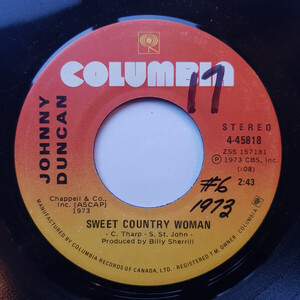 COLUMBIA
17
JOHNNY
DUNCAN
STEREO
4-45818
ZSS 157181
℗ 1973 CBS, Inc.
(:08)
2:43
Chappell & Co.,
Inc. (ASCAP)
1973
#6
1973
SWEET COUNTRY WOMAN
- C. Tharp - S. St. John -
Produced by Billy Sherrill
MANUFACTURED BY COLUMBIA RECORDS OF CANADA, LTD. REGISTERED T.M. OWNER COLUMBIA